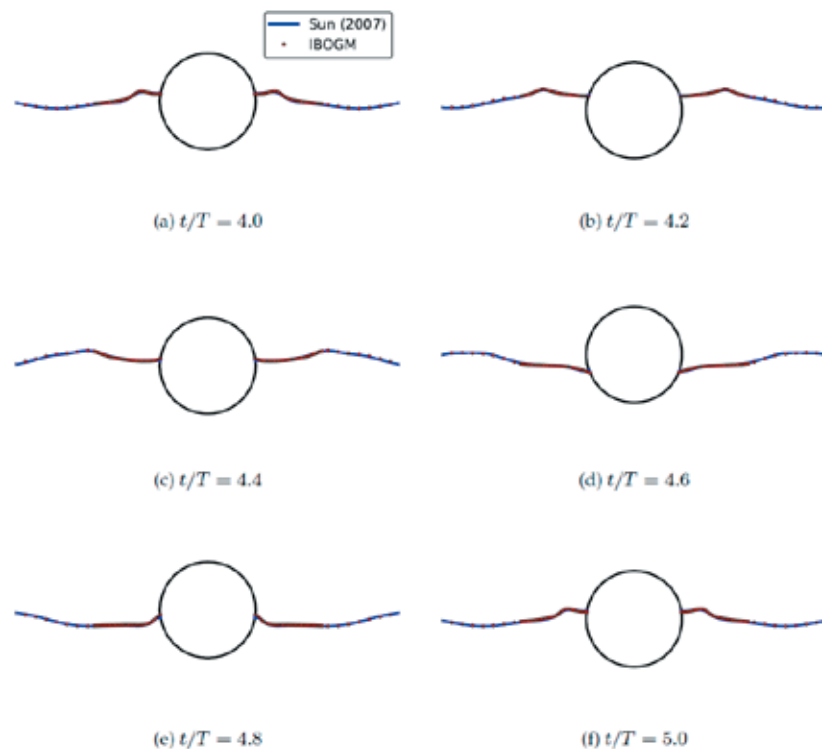 Sun (2007)
IBOGM
(a) t/T = 4.0
(b) t/T = 4.2
(c) t/T = 4.4
(d) t/T = 4.6
(e) t/T = 4.8
(f) t/T = 5.0